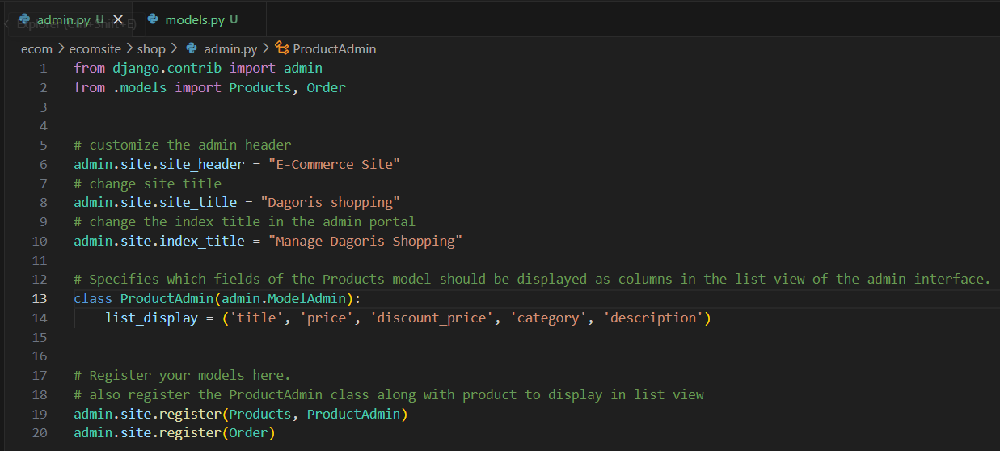 admin.py U
models.py U
Explorer (Ctrl+Shift+E)
ecom > ecomsite > shop > admin.py > ProductAdmin
1 from django.contrib import admin
2 from .models import Products, Order
3
4
5 # customize the admin header
6 admin.site.site_header = "E-Commerce Site"
7 # change site title
8 admin.site.site_title = "Dagoris shopping"
9 # change the index title in the admin portal
10 admin.site.index_title = "Manage Dagoris Shopping"
11
12 # Specifies which fields of the Products model should be displayed as columns in the list view of the admin interface.
13 class ProductAdmin(admin.ModelAdmin):
14     list_display = ('title', 'price', 'discount_price', 'category', 'description')
15
16
17 # Register your models here.
18 # also register the ProductAdmin class along with product to display in list view
19 admin.site.register(Products, ProductAdmin)
20 admin.site.register(Order)